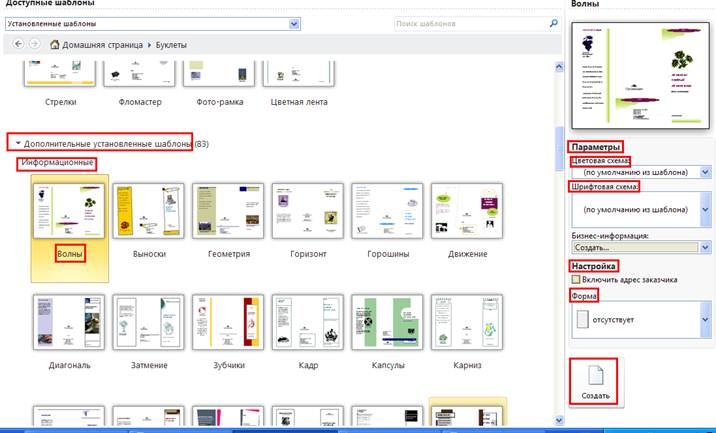 Доступные шаблоны
Установленные шаблоны
Поиск шаблонов
Домашняя страница ▸ Буклеты
Стрелки Фломастер Фото-рамка Цветная лента
Дополнительные установленные шаблоны (83)
Информационные
Волны Выноски Геометрия Горизонт Горошины Движение
Диагональ Затмение Зубчики Кадр Капсулы Карниз
Волны
Параметры
Цветовая схема:
(по умолчанию из шаблона)
Шрифтовая схема:
(по умолчанию из шаблона)
Бизнес-информация:
Создать...
Настройка
Включить адрес заказчика
Форма
отсутствует
Создать